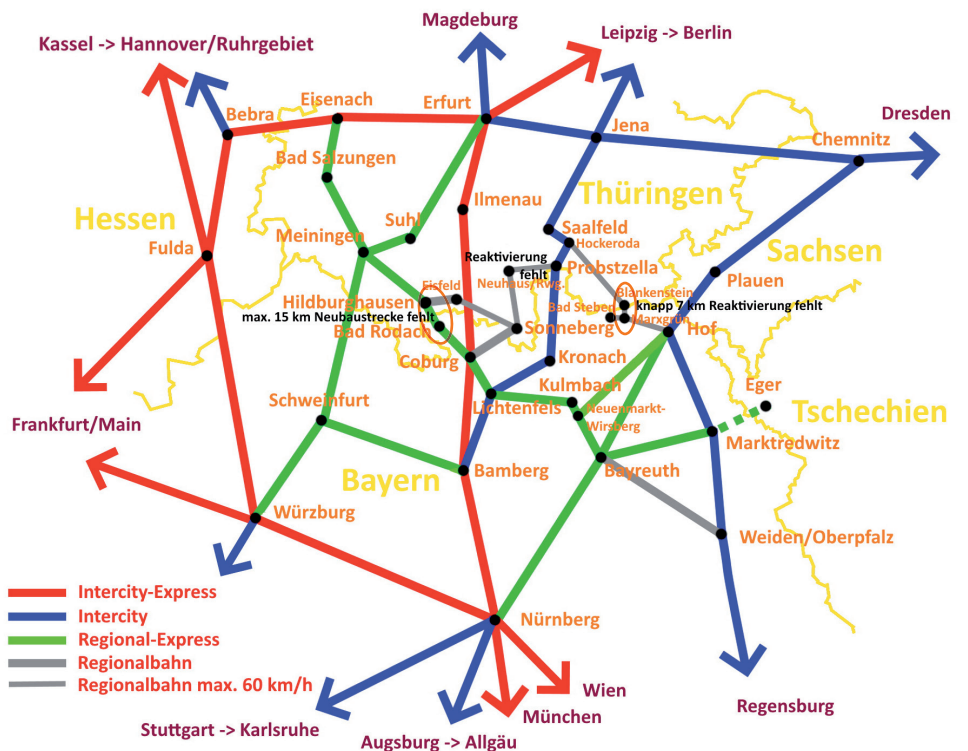 Magdeburg
Kassel -> Hannover/Ruhrgebiet
Leipzig -> Berlin
Eisenach
Erfurt
Bebra
Jena
Dresden
Chemnitz
Bad Salzungen
Thüringen
Ilmenau
Hessen
Suhl
Saalfeld
Meiningen
Hockeroda
Sachsen
Fulda
Reaktivierung
fehlt
Probstzella
Plauen
Neuhaus/Rwg.
Eisfeld
Blankenstein
Hildburghausen
Bad Steben
knapp 7 km Reaktivierung fehlt
max. 15 km Neubaustrecke fehlt
Marxgrün
Bad Rodach
Sonneberg
Hof
Coburg
Kronach
Kulmbach
Eger
Schweinfurt
Lichtenfels
Neuenmarkt-
Wirsberg
Tschechien
Frankfurt/Main
Marktredwitz
Bayern
Bamberg
Bayreuth
Würzburg
Weiden/Oberpfalz
Intercity-Express
Intercity
Nürnberg
Regional-Express
Regionalbahn
Regionalbahn max. 60 km/h
Wien
Regensburg
München
Stuttgart -> Karlsruhe
Augsburg -> Allgäu